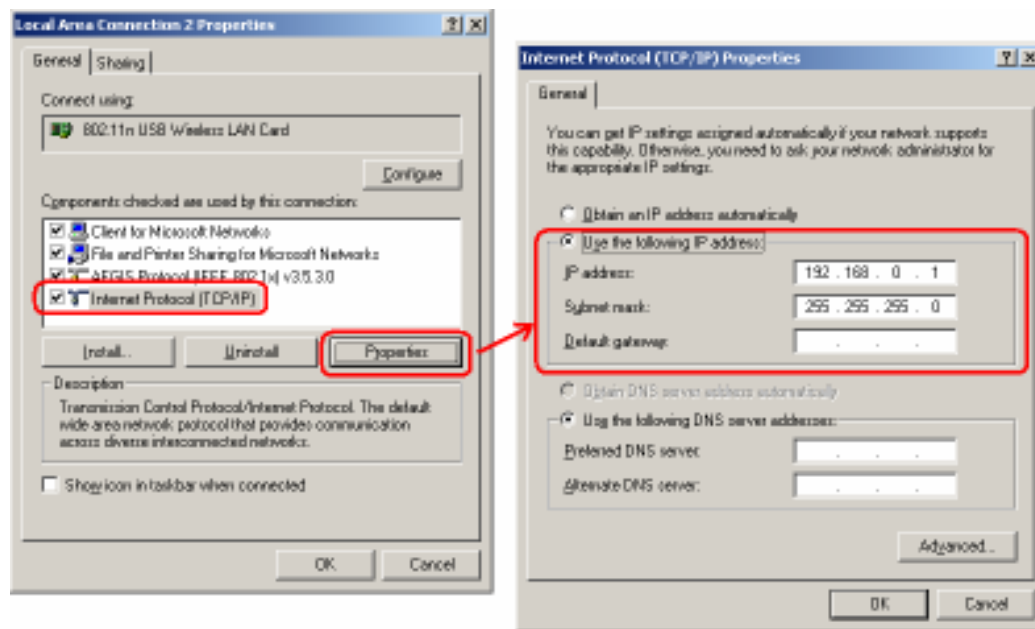 Local Area Connection 2 Properties
General
Sharing
Connect using:
802.11n USB Wireless LAN Card
Configure
Components checked are used by this connection:
Client for Microsoft Networks
File and Printer Sharing for Microsoft Networks
AEGIS Protocol (IEEE 802.1x) v3.5.3.0
Internet Protocol (TCP/IP)
Install...
Uninstall
Properties
Description
Transmission Control Protocol/Internet Protocol. The default
wide area network protocol that provides communication
across diverse interconnected networks.
Show icon in taskbar when connected
OK
Cancel
Internet Protocol (TCP/IP) Properties
General
You can get IP settings assigned automatically if your network supports
this capability. Otherwise, you need to ask your network administrator for
the appropriate IP settings.
Obtain an IP address automatically
Use the following IP address:
IP address:
192 . 168 . 0 . 1
Subnet mask:
255 . 255 . 255 . 0
Default gateway:
. . .
Obtain DNS server address automatically
Use the following DNS server addresses:
Preferred DNS server:
. . .
Alternate DNS server:
. . .
Advanced...
OK
Cancel